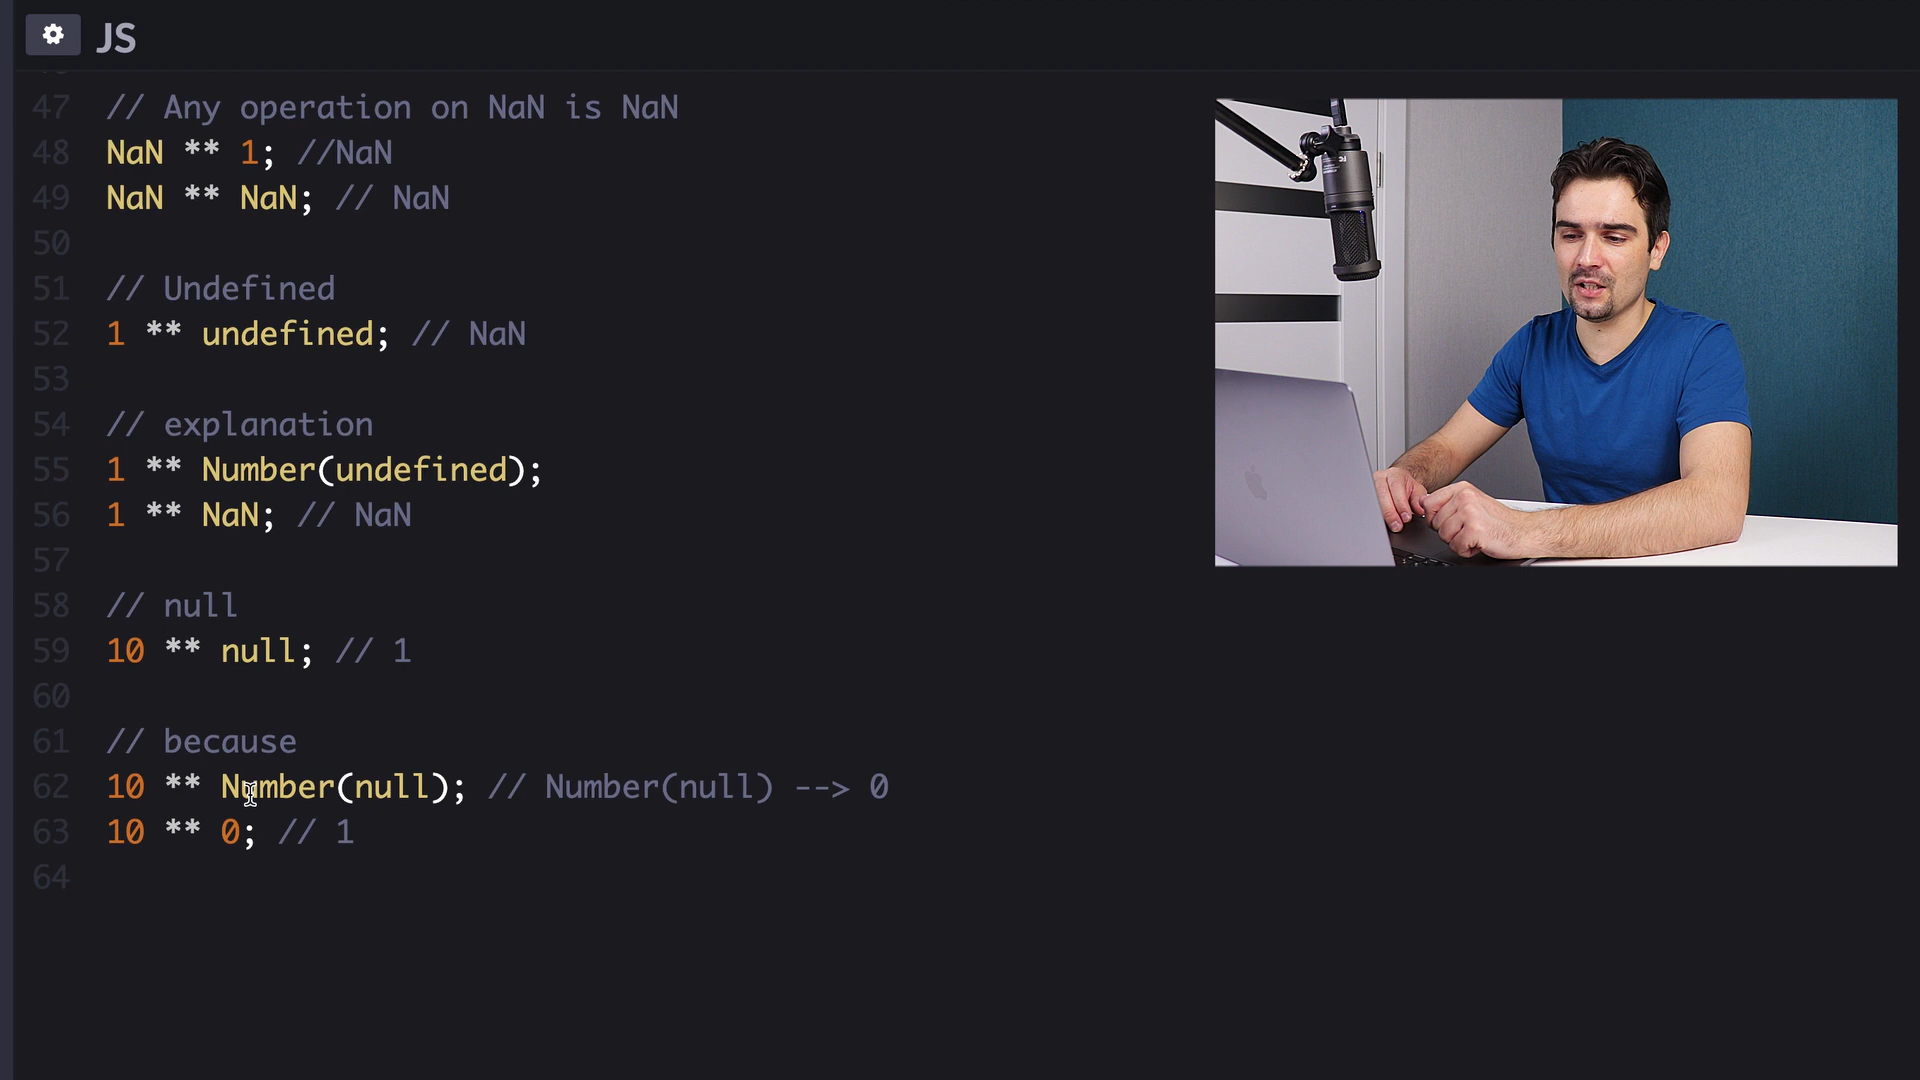 JS
47 // Any operation on NaN is NaN
48 NaN ** 1; //NaN
49 NaN ** NaN; // NaN
50
51 // Undefined
52 1 ** undefined; // NaN
53
54 // explanation
55 1 ** Number(undefined);
56 1 ** NaN; // NaN
57
58 // null
59 10 ** null; // 1
60
61 // because
62 10 ** Number(null); // Number(null) --> 0
63 10 ** 0; // 1
64